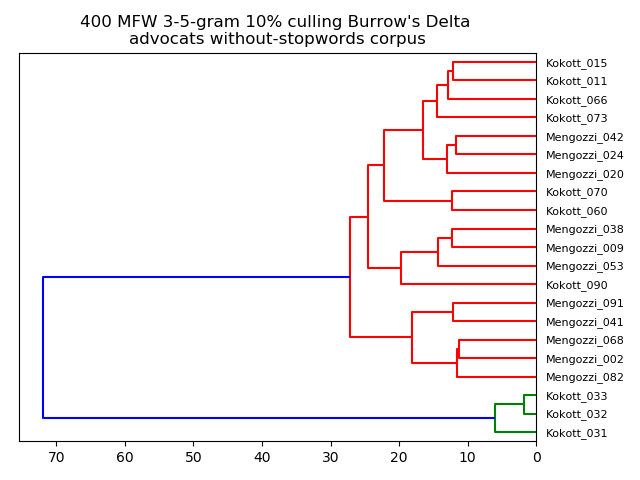 400 MFW 3-5-gram 10% culling Burrow's Delta
advocats without-stopwords corpus
Kokott_015
Kokott_011
Kokott_066
Kokott_073
Mengozzi_042
Mengozzi_024
Mengozzi_020
Kokott_070
Kokott_060
Mengozzi_038
Mengozzi_009
Mengozzi_053
Kokott_090
Mengozzi_091
Mengozzi_041
Mengozzi_068
Mengozzi_002
Mengozzi_082
Kokott_033
Kokott_032
Kokott_031
70 60 50 40 30 20 10 0